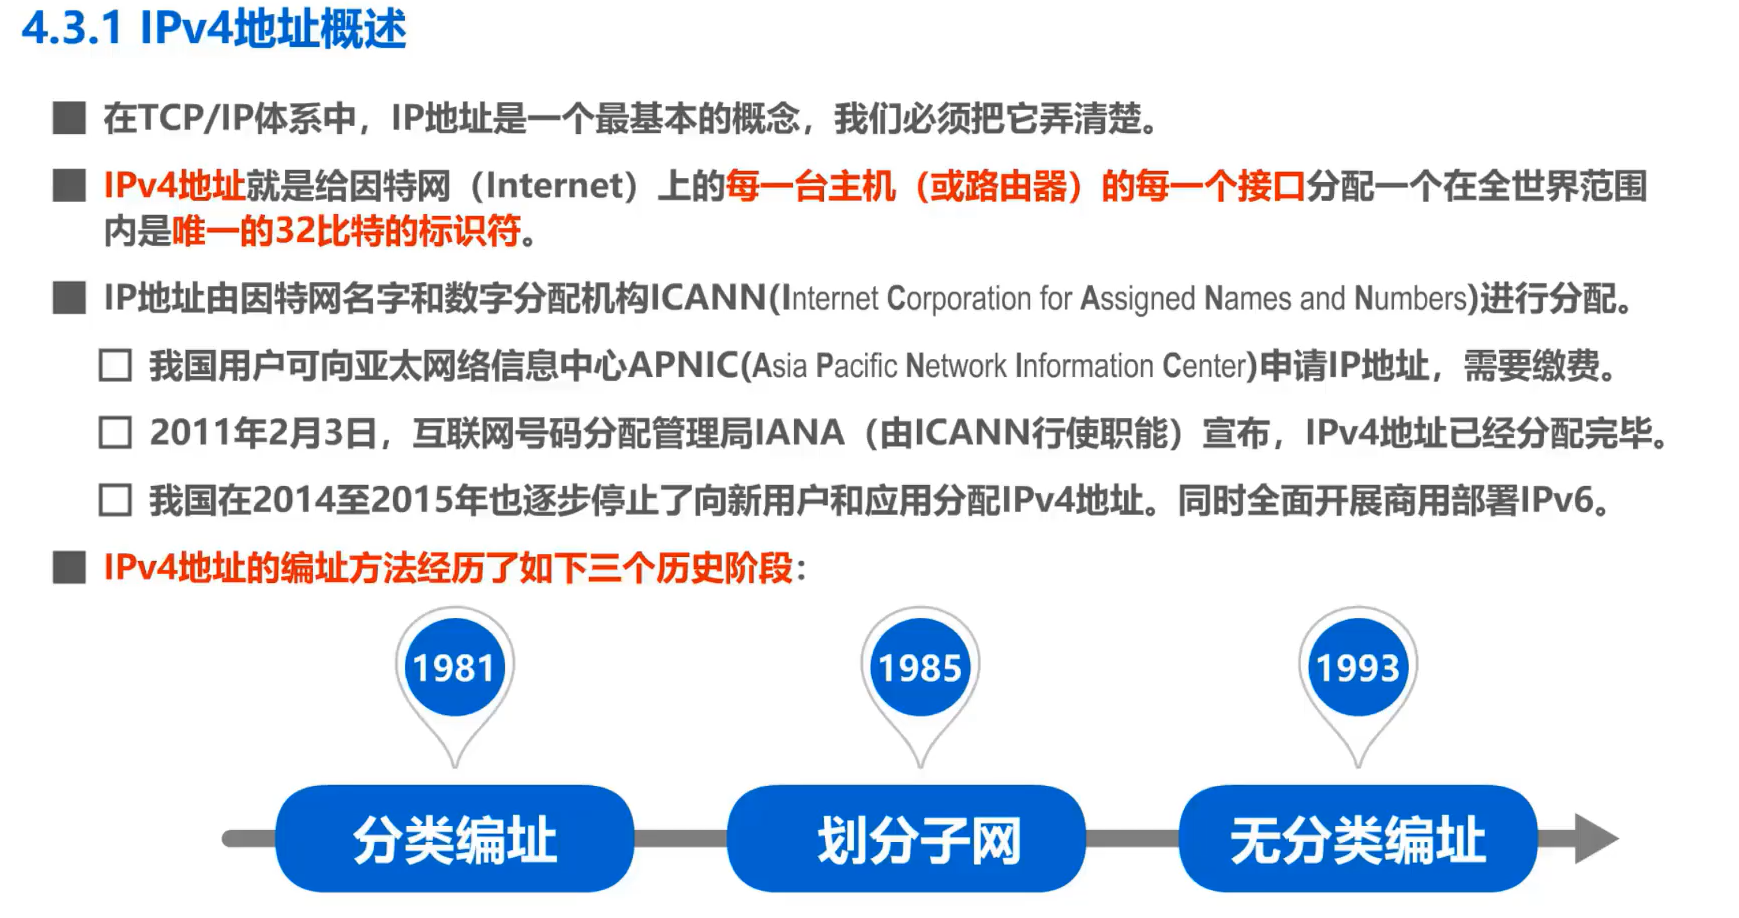 4.3.1 IPv4地址概述
在TCP/IP体系中，IP地址是一个最基本的概念，我们必须把它弄清楚。
IPv4地址就是给因特网（Internet）上的每一台主机（或路由器）的每一个接口分配一个在全世界范围
内是唯一的32比特的标识符。
IP地址由因特网名字和数字分配机构ICANN(Internet Corporation for Assigned Names and Numbers)进行分配。
我国用户可向亚太网络信息中心APNIC(Asia Pacific Network Information Center)申请IP地址，需要缴费。
2011年2月3日，互联网号码分配管理局IANA（由ICANN行使职能）宣布，IPv4地址已经分配完毕。
我国在2014至2015年也逐步停止了向新用户和应用分配IPv4地址。同时全面开展商用部署IPv6。
IPv4地址的编址方法经历了如下三个历史阶段：
1981 1985 1993
分类编址 划分子网 无分类编址